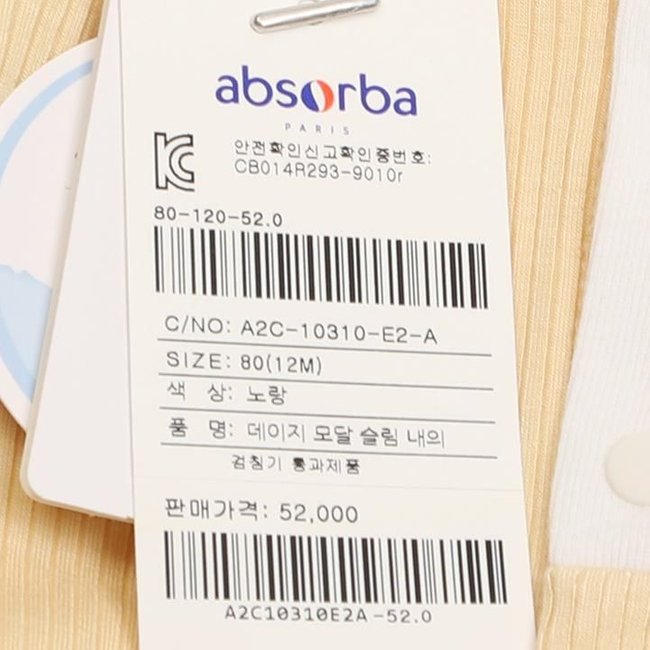 absorba
PARIS
안전확인신고확인증번호:
CB014R293-9010r
80-120-52.0
C/NO: A2C-10310-E2-A
SIZE: 80(12M)
색 상: 노랑
품 명: 데이지 모달 슬림 내의
검침기 통과제품
판매가격: 52,000
A2C10310E2A-52.0